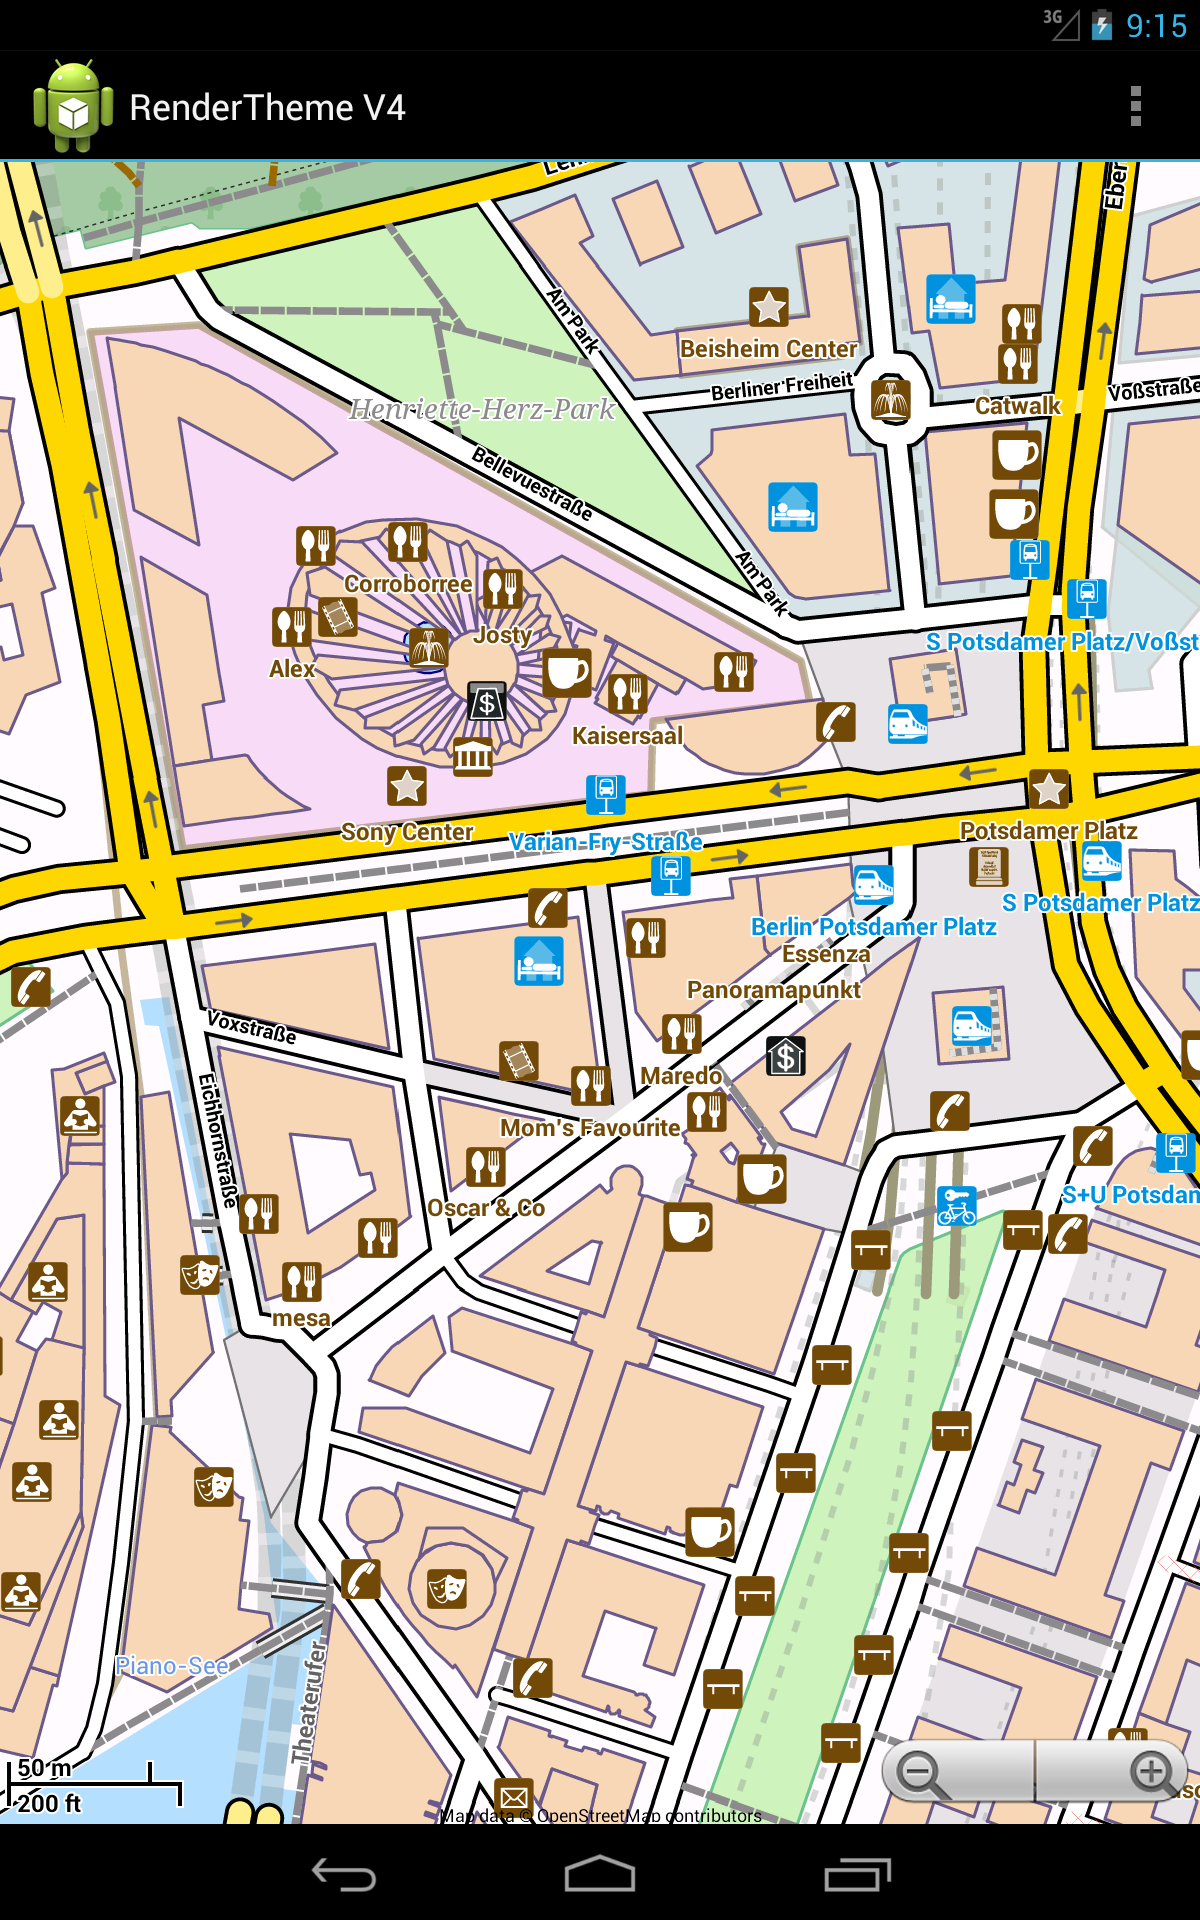 3G 9:15
RenderTheme V4
Am Park
Beisheim Center
Berliner Freiheit
Voßstraße
Catwalk
Henriette-Herz-Park
Bellevuestraße
Am Park
Corroborree
Josty
Alex
S Potsdamer Platz/Voßst
Kaisersaal
Sony Center
Varian-Fry-Straße
Potsdamer Platz
S Potsdamer Platz
Berlin Potsdamer Platz
Essenza
Panoramapunkt
Voxstraße
Maredo
Eichhornstraße
Mom's Favourite
Oscar & Co
S+U Potsdam
mesa
Piano-See
Theaterufer
50 m
200 ft
Map data © OpenStreetMap contributors